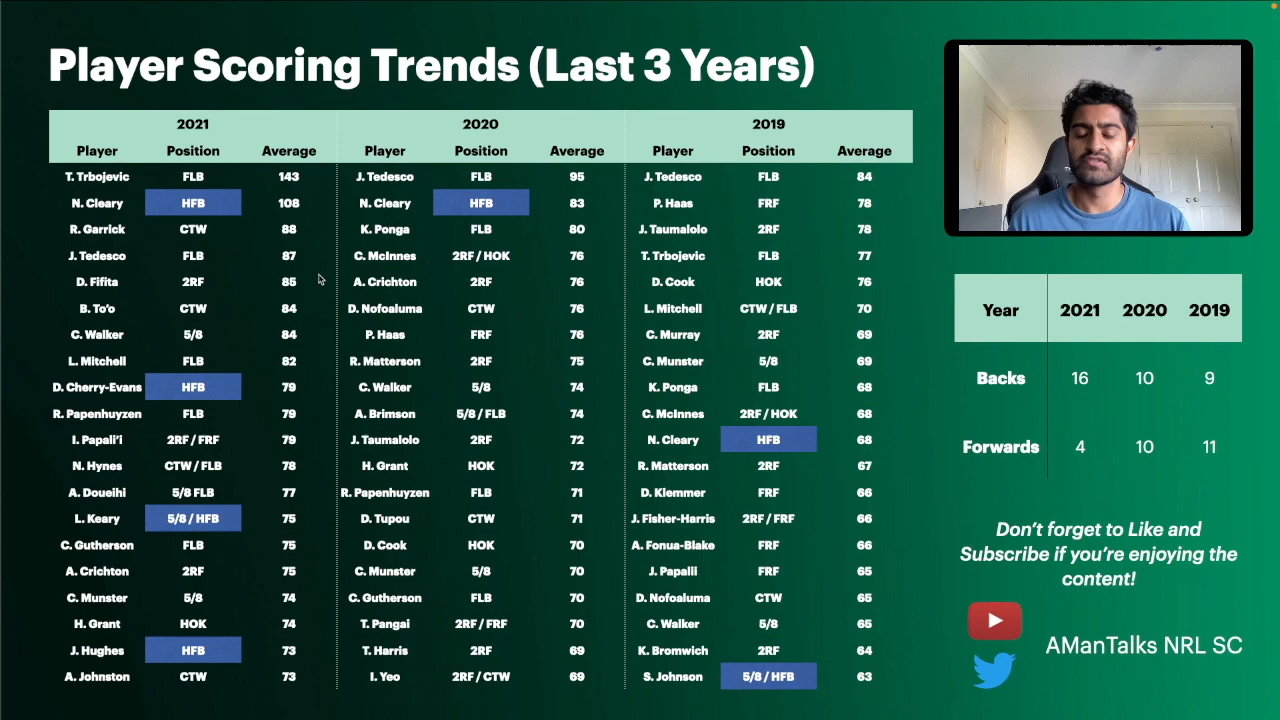 Player Scoring Trends (Last 3 Years)
2021 2020 2019
Player Position Average Player Position Average Player Position Average
T. Trbojevic FLB 143 J. Tedesco FLB 95 J. Tedesco FLB 84
N. Cleary HFB 108 N. Cleary HFB 83 P. Haas FRF 78
R. Garrick CTW 88 K. Ponga FLB 80 J. Taumalolo 2RF 78
J. Tedesco FLB 87 C. McInnes 2RF / HOK 76 T. Trbojevic FLB 77
D. Fifita 2RF 85 A. Crichton 2RF 76 D. Cook HOK 76
B. To'o CTW 84 D. Nofoaluma CTW 76 L. Mitchell CTW / FLB 70
C. Walker 5/8 84 P. Haas FRF 76 C. Murray 2RF 69
L. Mitchell FLB 82 R. Matterson 2RF 75 C. Munster 5/8 69
D. Cherry-Evans HFB 79 C. Walker 5/8 74 K. Ponga FLB 68
R. Papenhuyzen FLB 79 A. Brimson 5/8 / FLB 74 C. McInnes 2RF / HOK 68
I. Papali'i 2RF / FRF 79 J. Taumalolo 2RF 72 N. Cleary HFB 68
N. Hynes CTW / FLB 78 H. Grant HOK 72 R. Matterson 2RF 67
A. Doueihi 5/8 FLB 77 R. Papenhuyzen FLB 71 D. Klemmer FRF 66
L. Keary 5/8 / HFB 75 D. Tupou CTW 71 J. Fisher-Harris 2RF / FRF 66
C. Gutherson FLB 75 D. Cook HOK 70 A. Fonua-Blake FRF 66
A. Crichton 2RF 75 C. Munster 5/8 70 J. Papalli FRF 65
C. Munster 5/8 74 C. Gutherson FLB 70 D. Nofoaluma CTW 65
H. Grant HOK 74 T. Pangai 2RF / FRF 70 C. Walker 5/8 65
J. Hughes HFB 73 T. Harris 2RF 69 K. Bromwich 2RF 64
A. Johnston CTW 73 I. Yeo 2RF / CTW 69 S. Johnson 5/8 / HFB 63
Year 2021 2020 2019
Backs 16 10 9
Forwards 4 10 11
Don't forget to Like and
Subscribe if you're enjoying the
content!
AManTalks NRL SC